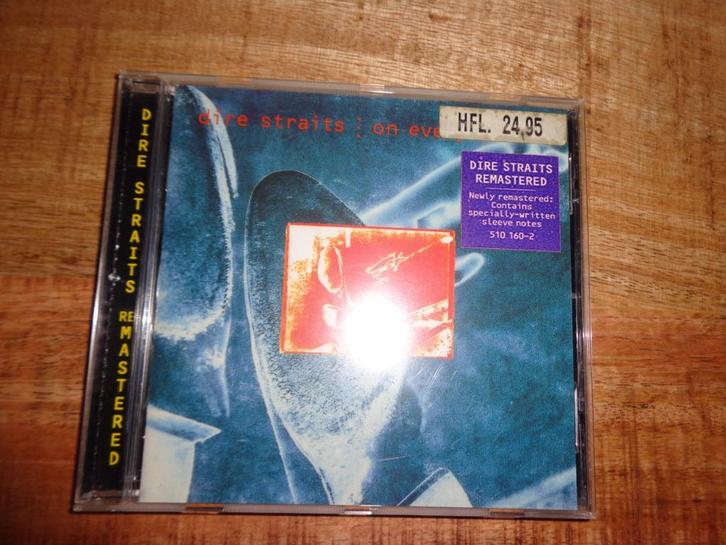 DIRE STRAITS REMASTERED
dire straits : on eve
HFL. 24,95
DIRE STRAITS
REMASTERED
Newly remastered:
Contains
specially-written
sleeve notes
510 160-2